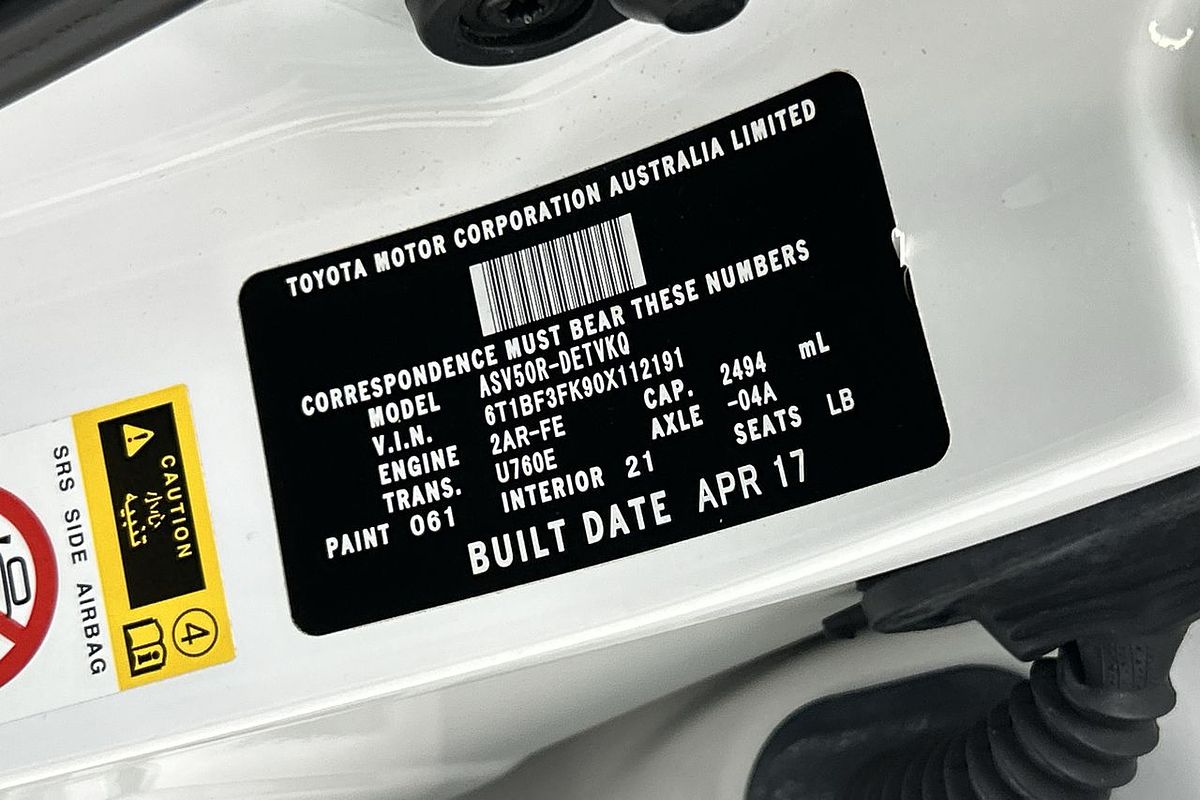 TOYOTA MOTOR CORPORATION AUSTRALIA LIMITED
CORRESPONDENCE MUST BEAR THESE NUMBERS
MODEL ASV50R-DETVKQ
V.I.N. 6T1BF3FK90X112191
ENGINE 2AR-FE CAP. 2494 mL
TRANS. U760E AXLE -04A
PAINT 061 INTERIOR 21 SEATS LB
BUILT DATE APR 17
CAUTION
4
SRS SIDE AIRBAG